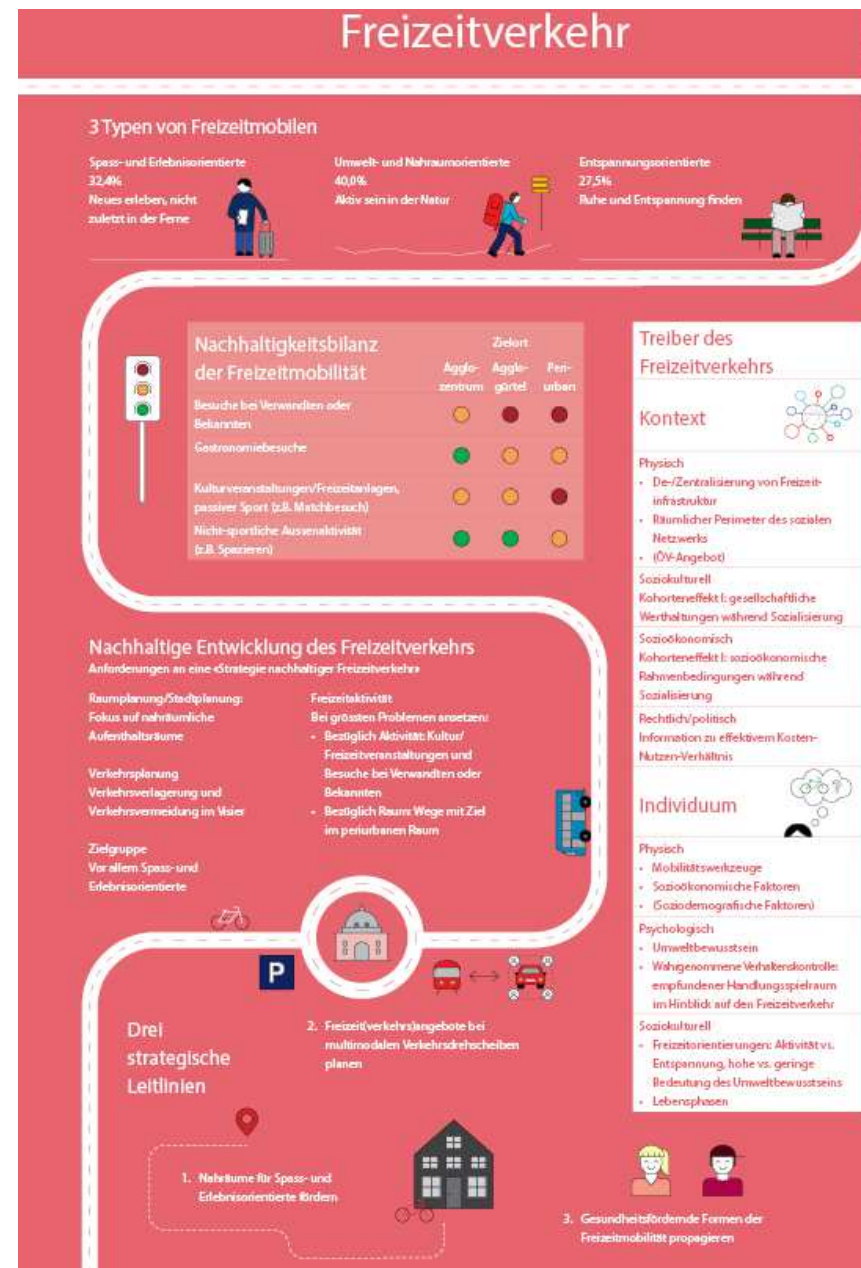 Freizeitverkehr
3 Typen von Freizeitmobilen
Spass- und Erlebnisorientierte
32,4%
Neues erleben, nicht
zuletzt in der Ferne
Umwelt- und Nahraumorientierte
40,0%
Aktiv sein in der Natur
Entspannungsorientierte
27,5%
Ruhe und Entspannung finden
Nachhaltigkeitsbilanz
der Freizeitmobilität
Zielort
Agglo-
zentrum
Agglo-
gürtel
Peri-
urban
Besuche bei Verwandten oder
Bekannten
Gastronomiebesuche
Kulturveranstaltungen/Freizeitanlagen,
passiver Sport (z.B. Matchbesuch)
Nicht-sportliche Aussenaktivität
(z.B. Spazieren)
Treiber des
Freizeitverkehrs
Kontext
Physisch
• De-/Zentralisierung von Freizeit-
infrastruktur
• Räumlicher Perimeter des sozialen
Netzwerks
• (ÖV-Angebot)
Soziokulturell
Kohorteneffekt I: gesellschaftliche
Werthaltungen während Sozialisierung
Sozioökonomisch
Kohorteneffekt I: sozioökonomische
Rahmenbedingungen während
Sozialisierung
Rechtlich/politisch
Information zu effektivem Kosten-
Nutzen-Verhältnis
Individuum
Physisch
• Mobilitätswerkzeuge
• Sozioökonomische Faktoren
• (Soziodemografische Faktoren)
Psychologisch
• Umweltbewusstsein
• Wahrgenommene Verhaltenskontrolle:
empfundener Handlungsspielraum
im Hinblick auf den Freizeitverkehr
Soziokulturell
• Freizeitorientierungen: Aktivität vs.
Entspannung, hohe vs. geringe
Bedeutung des Umweltbewusstseins
• Lebensphasen
Nachhaltige Entwicklung des Freizeitverkehrs
Anforderungen an eine «Strategie nachhaltiger Freizeitverkehr»
Raumplanung/Stadtplanung:
Fokus auf nahräumliche
Aufenthaltsräume
Verkehrsplanung
Verkehrsverlagerung und
Verkehrsvermeidung im Visier
Zielgruppe
Vor allem Spass- und
Erlebnisorientierte
Freizeitaktivität
Bei grössten Problemen ansetzen:
• Bezüglich Aktivität: Kultur/
Freizeitveranstaltungen und
Besuche bei Verwandten oder
Bekannten
• Bezüglich Raum: Wege mit Ziel
im periurbanen Raum
P
Drei
strategische
Leitlinien
2. Freizeit(verkehrs)angebote bei
multimodalen Verkehrsdrehscheiben
planen
1. Nahräume für Spass- und
Erlebnisorientierte fördern
3. Gesundheitsfördernde Formen der
Freizeitmobilität propagieren